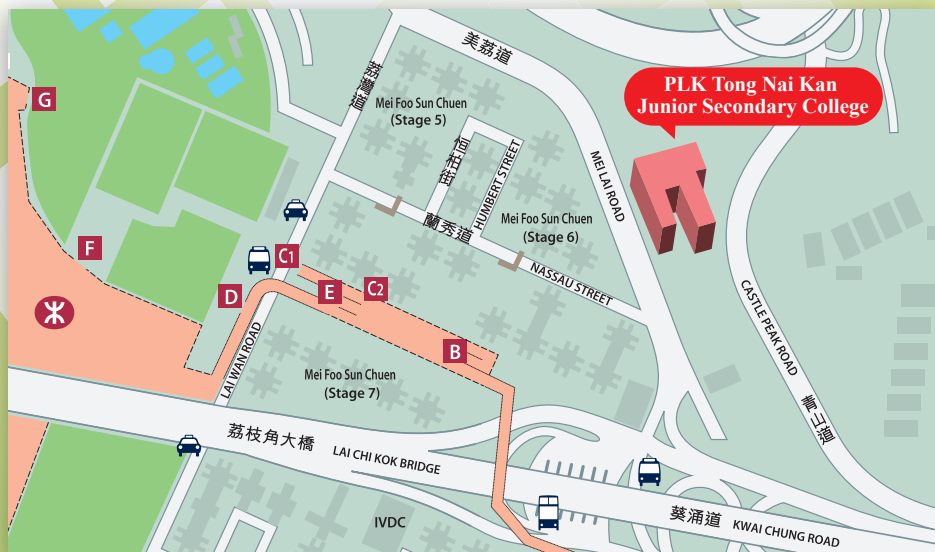 PLK Tong Nai Kan
Junior Secondary College
美荔道
MEI LAI ROAD
荔灣道
Mei Foo Sun Chuen
(Stage 5)
G
恒柏街
HUMBERT STREET
Mei Foo Sun Chuen
(Stage 6)
蘭秀道
NASSAU STREET
F
C1
D
E
C2
B
LAI WAN ROAD
Mei Foo Sun Chuen
(Stage 7)
CASTLE PEAK ROAD
青山道
荔枝角大橋
LAI CHI KOK BRIDGE
IVDC
葵涌道
KWAI CHUNG ROAD